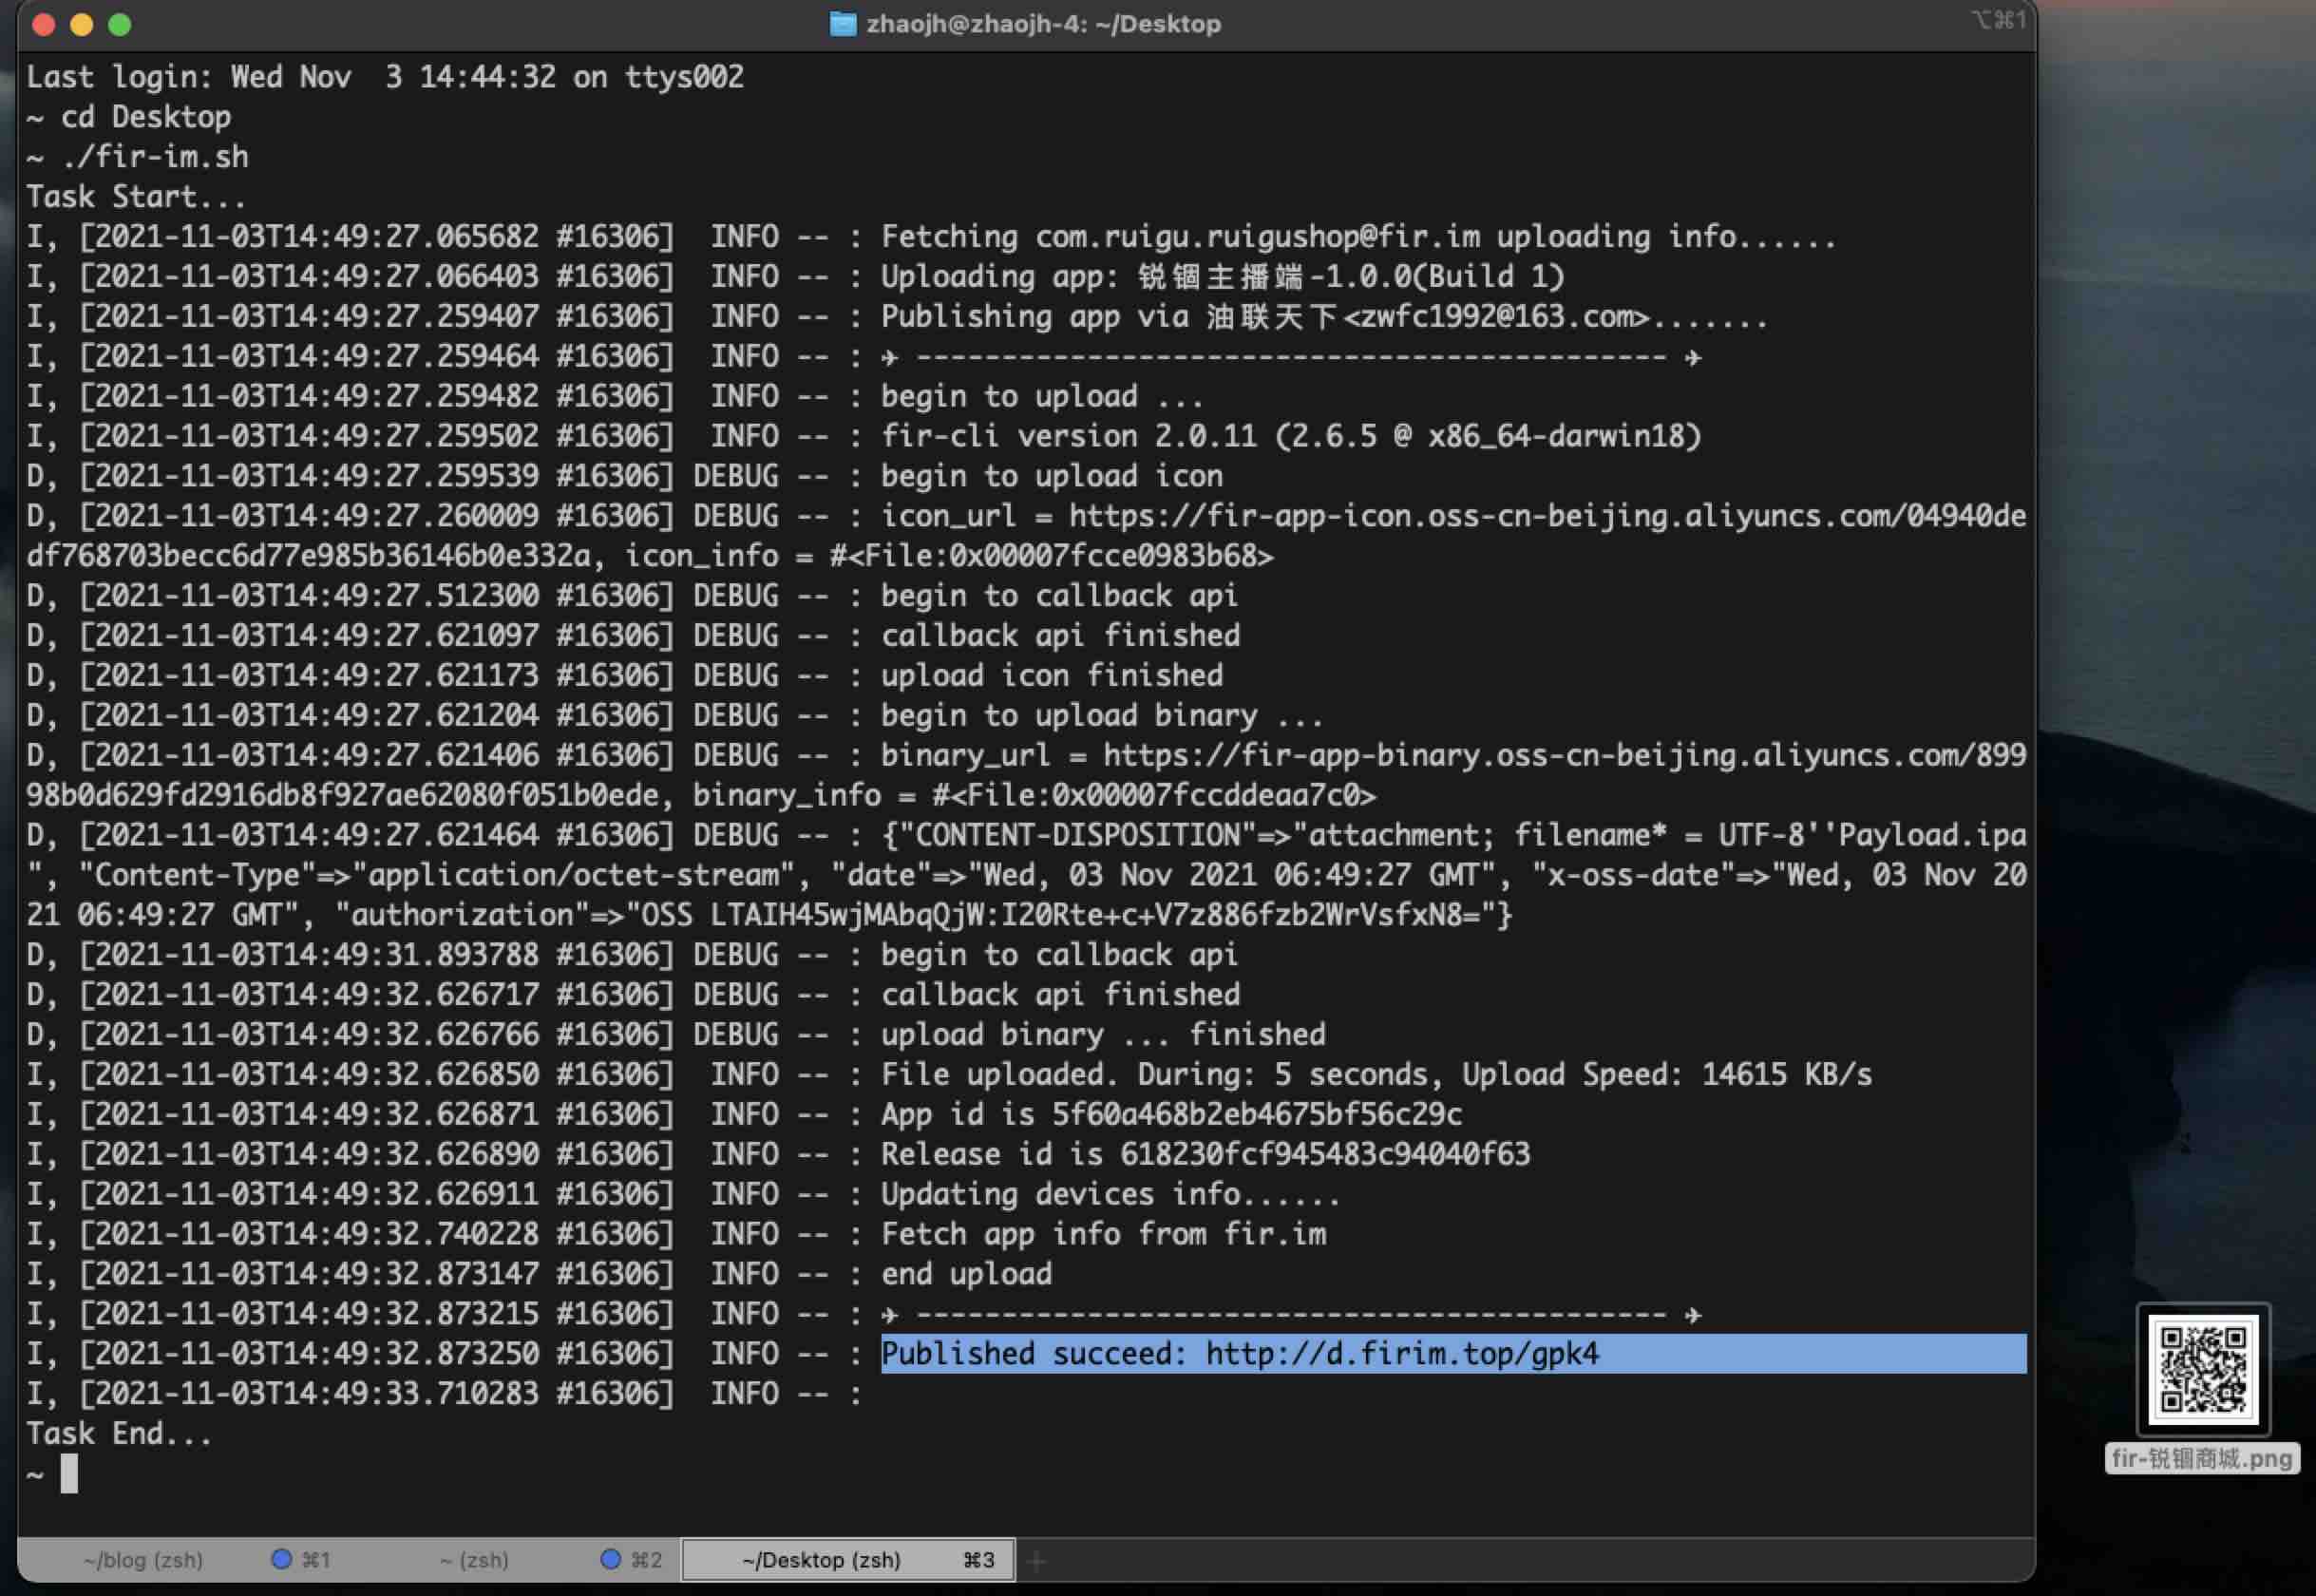 zhaojh@zhaojh-4: ~/Desktop
⌥⌘1
Last login: Wed Nov  3 14:44:32 on ttys002
~ cd Desktop
~ ./fir-im.sh
Task Start...
I, [2021-11-03T14:49:27.065682 #16306]  INFO -- : Fetching com.ruigu.ruigushop@fir.im uploading info......
I, [2021-11-03T14:49:27.066403 #16306]  INFO -- : Uploading app: 锐锢主播端-1.0.0(Build 1)
I, [2021-11-03T14:49:27.259407 #16306]  INFO -- : Publishing app via 油联天下<zwfc1992@163.com>.......
I, [2021-11-03T14:49:27.259464 #16306]  INFO -- : ✈ -------------------------------------------- ✈
I, [2021-11-03T14:49:27.259482 #16306]  INFO -- : begin to upload ...
I, [2021-11-03T14:49:27.259502 #16306]  INFO -- : fir-cli version 2.0.11 (2.6.5 @ x86_64-darwin18)
D, [2021-11-03T14:49:27.259539 #16306] DEBUG -- : begin to upload icon
D, [2021-11-03T14:49:27.260009 #16306] DEBUG -- : icon_url = https://fir-app-icon.oss-cn-beijing.aliyuncs.com/04940de
df768703becc6d77e985b36146b0e332a, icon_info = #<File:0x00007fcce0983b68>
D, [2021-11-03T14:49:27.512300 #16306] DEBUG -- : begin to callback api
D, [2021-11-03T14:49:27.621097 #16306] DEBUG -- : callback api finished
D, [2021-11-03T14:49:27.621173 #16306] DEBUG -- : upload icon finished
D, [2021-11-03T14:49:27.621204 #16306] DEBUG -- : begin to upload binary ...
D, [2021-11-03T14:49:27.621406 #16306] DEBUG -- : binary_url = https://fir-app-binary.oss-cn-beijing.aliyuncs.com/899
98b0d629fd2916db8f927ae62080f051b0ede, binary_info = #<File:0x00007fccddeaa7c0>
D, [2021-11-03T14:49:27.621464 #16306] DEBUG -- : {"CONTENT-DISPOSITION"=>"attachment; filename* = UTF-8''Payload.ipa
", "Content-Type"=>"application/octet-stream", "date"=>"Wed, 03 Nov 2021 06:49:27 GMT", "x-oss-date"=>"Wed, 03 Nov 20
21 06:49:27 GMT", "authorization"=>"OSS LTAIH45wjMAbqQjW:I20Rte+c+V7z886fzb2WrVsfxN8="}
D, [2021-11-03T14:49:31.893788 #16306] DEBUG -- : begin to callback api
D, [2021-11-03T14:49:32.626717 #16306] DEBUG -- : callback api finished
D, [2021-11-03T14:49:32.626766 #16306] DEBUG -- : upload binary ... finished
I, [2021-11-03T14:49:32.626850 #16306]  INFO -- : File uploaded. During: 5 seconds, Upload Speed: 14615 KB/s
I, [2021-11-03T14:49:32.626871 #16306]  INFO -- : App id is 5f60a468b2eb4675bf56c29c
I, [2021-11-03T14:49:32.626890 #16306]  INFO -- : Release id is 618230fcf945483c94040f63
I, [2021-11-03T14:49:32.626911 #16306]  INFO -- : Updating devices info......
I, [2021-11-03T14:49:32.740228 #16306]  INFO -- : Fetch app info from fir.im
I, [2021-11-03T14:49:32.873147 #16306]  INFO -- : end upload
I, [2021-11-03T14:49:32.873215 #16306]  INFO -- : ✈ -------------------------------------------- ✈
I, [2021-11-03T14:49:32.873250 #16306]  INFO -- : Published succeed: http://d.firim.top/gpk4
I, [2021-11-03T14:49:33.710283 #16306]  INFO -- :
Task End...
~
fir-锐锢商城.png
~/blog (zsh) ⌘1 ~ (zsh) ⌘2 ~/Desktop (zsh) ⌘3 +